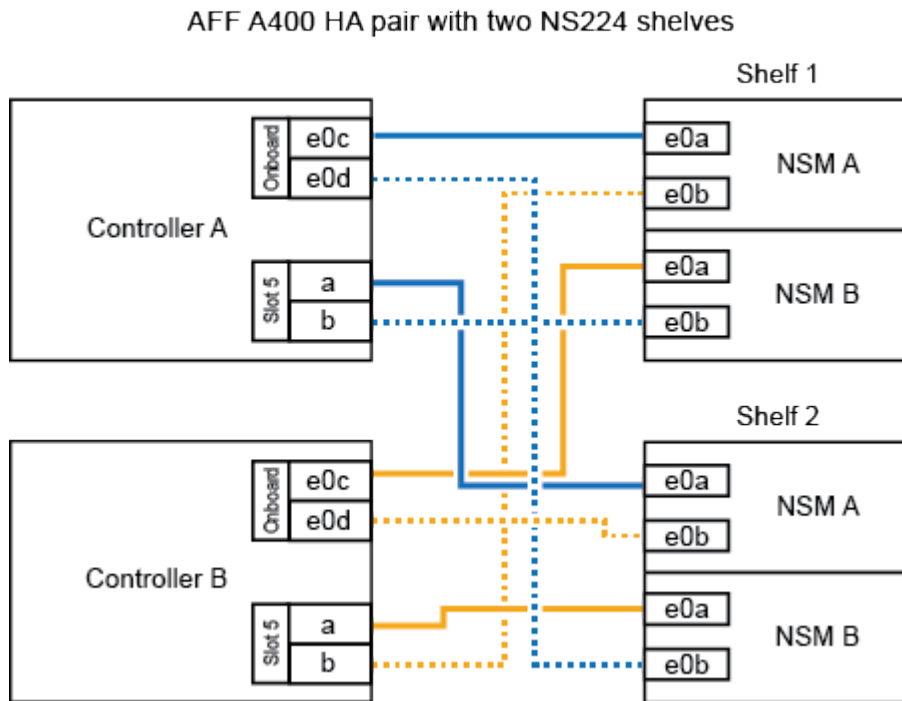 AFF A400 HA pair with two NS224 shelves
Shelf 1
Controller A
Onboard
e0c
e0d
Slot 5
a
b
e0a
e0b
NSM A
e0a
e0b
NSM B
Shelf 2
Controller B
Onboard
e0c
e0d
Slot 5
a
b
e0a
e0b
NSM A
e0a
e0b
NSM B